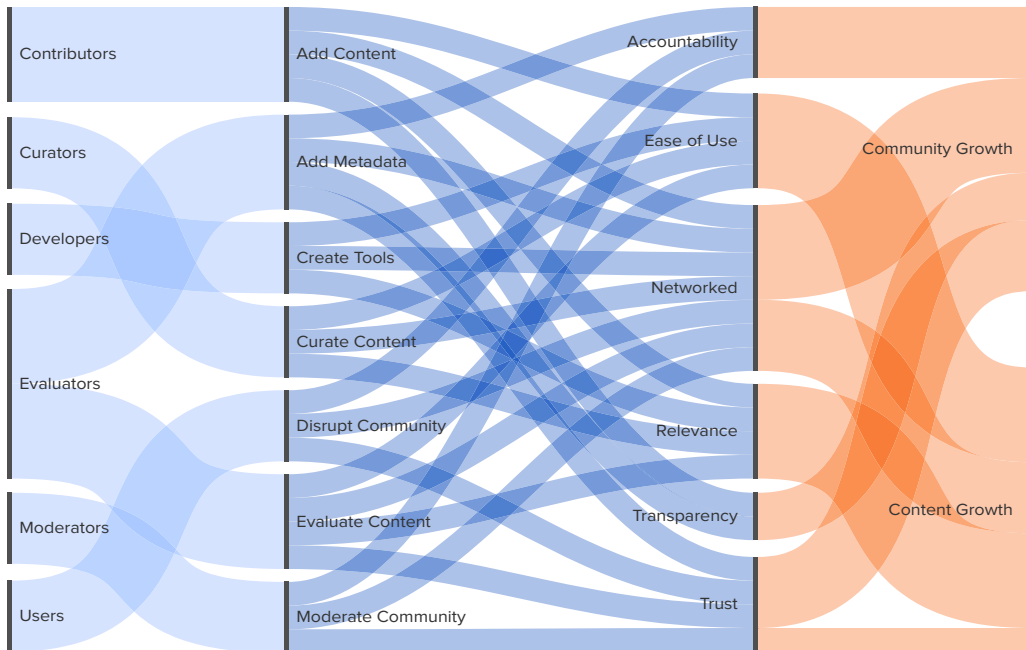 Contributors
Curators
Developers
Evaluators
Moderators
Users
Add Content
Add Metadata
Create Tools
Curate Content
Disrupt Community
Evaluate Content
Moderate Community
Accountability
Ease of Use
Networked
Relevance
Transparency
Trust
Community Growth
Content Growth